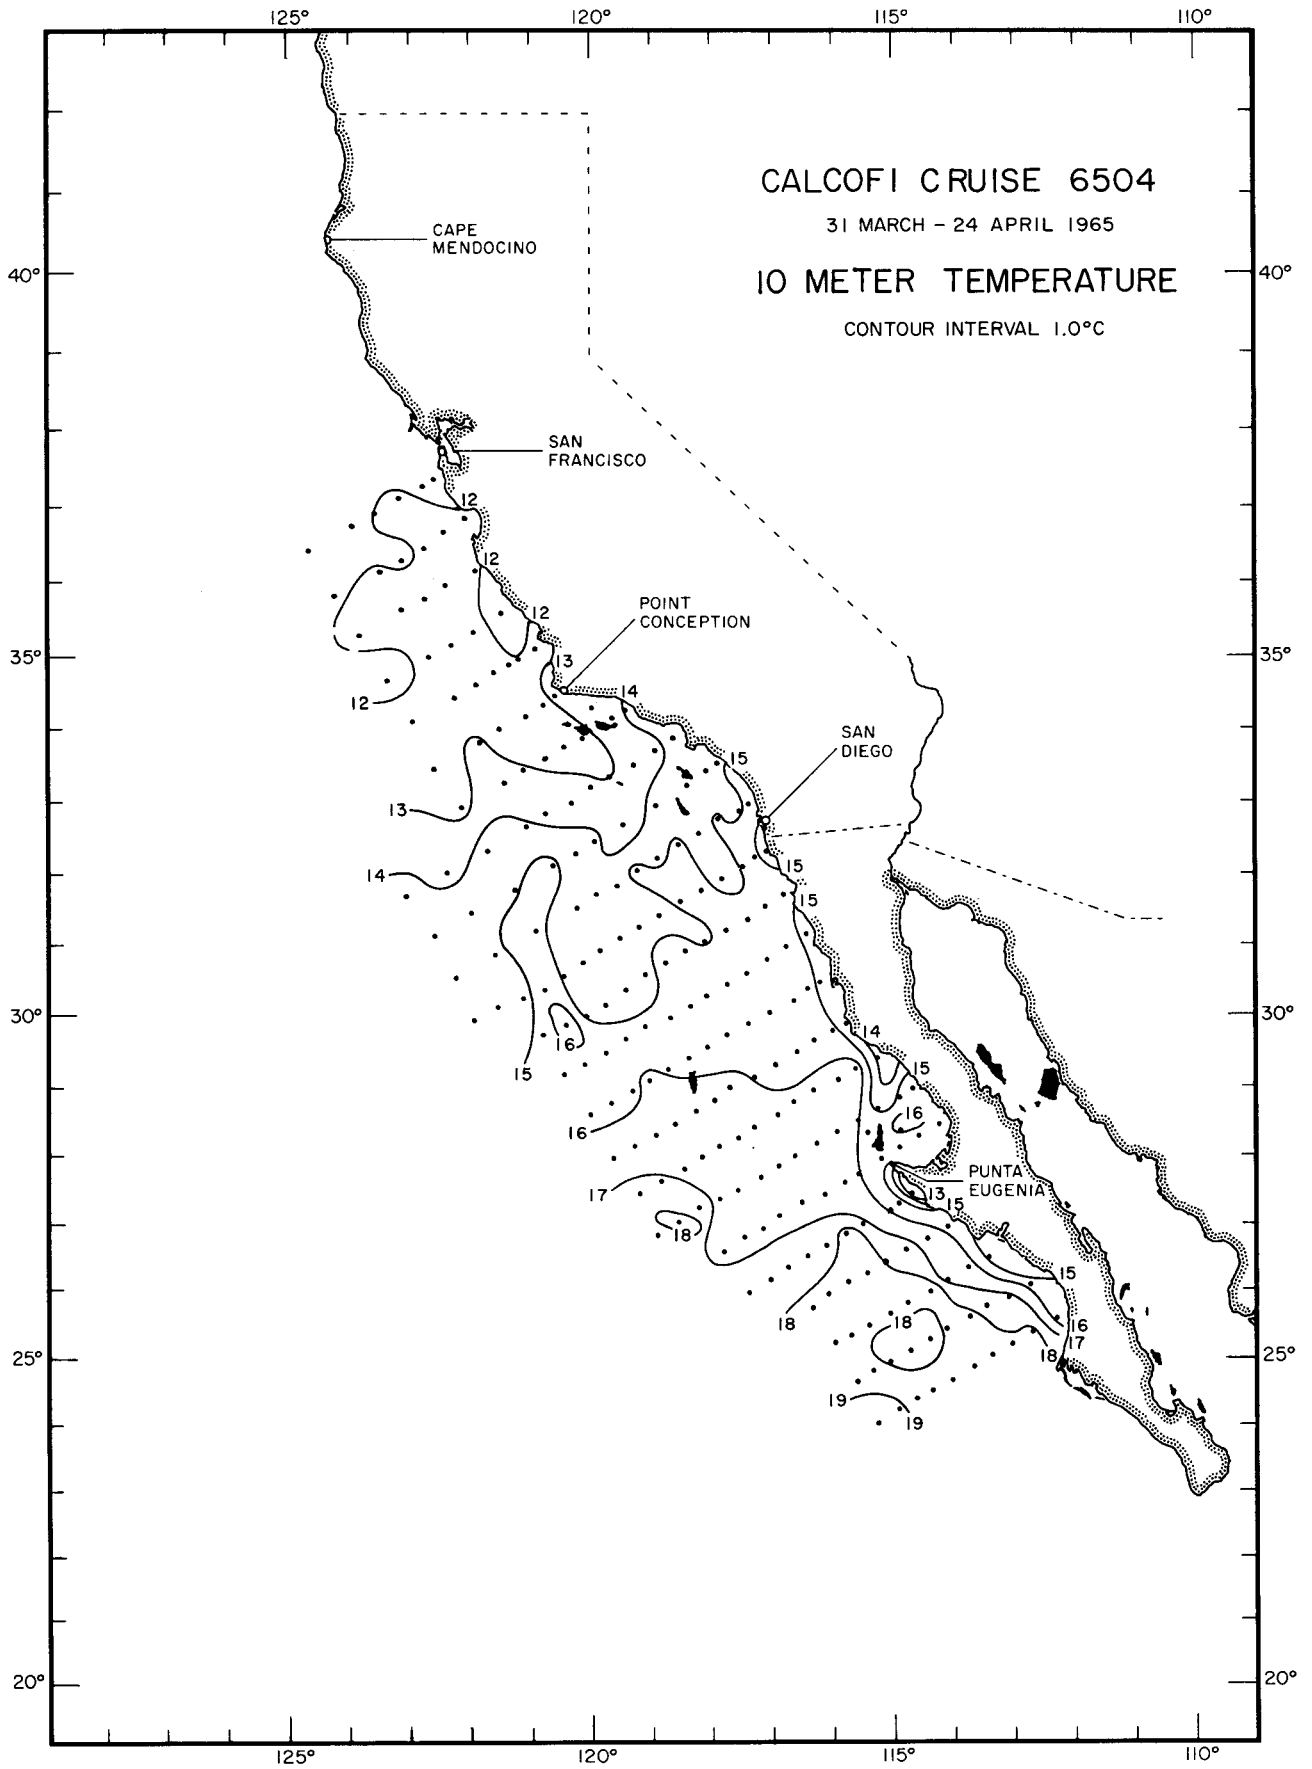 125° 120° 115° 110°
CALCOFI CRUISE 6504
31 MARCH – 24 APRIL 1965
10 METER TEMPERATURE
CONTOUR INTERVAL 1.0°C
CAPE
MENDOCINO
40° 40°
SAN
FRANCISCO
12
12
POINT
CONCEPTION
12
35° 35°
13
14
12
SAN
DIEGO
15
13
15
14
15
30° 30°
14
16
15
15
16
16
PUNTA
EUGENIA
17
13
15
18
15
18
18
16
17
18
25° 25°
19
19
20° 20°
125° 120° 115° 110°